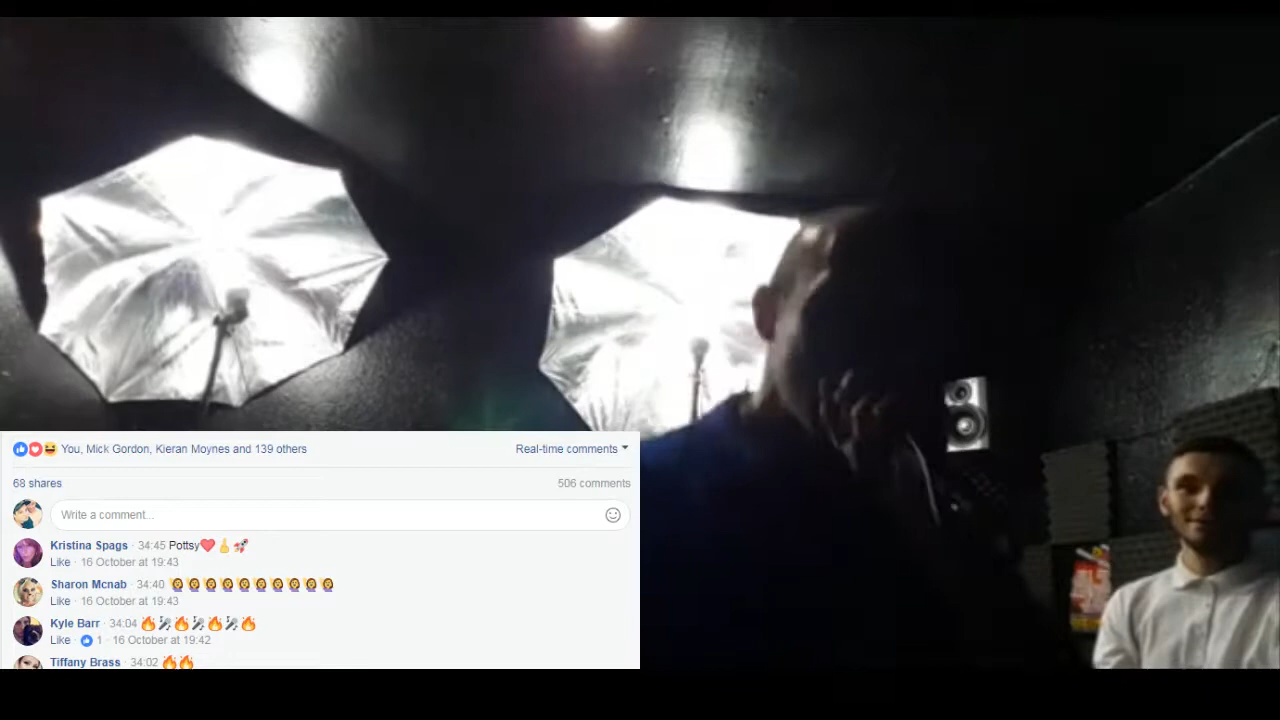 You, Mick Gordon, Kieran Moynes and 139 others
Real-time comments
68 shares
506 comments
Write a comment...
Kristina Spags · 34:45 Pottsy❤️🤞🚀
Like · 16 October at 19:43
Sharon Mcnab · 34:40 🙋‍♀️🙋‍♀️🙋‍♀️🙋‍♀️🙋‍♀️🙋‍♀️🙋‍♀️🙋‍♀️🙋‍♀️🙋‍♀️
Like · 16 October at 19:43
Kyle Barr · 34:04 🔥🎤🔥🎤🔥🎤🔥
Like · 1 · 16 October at 19:42
Tiffany Brass · 34:02 🔥🔥